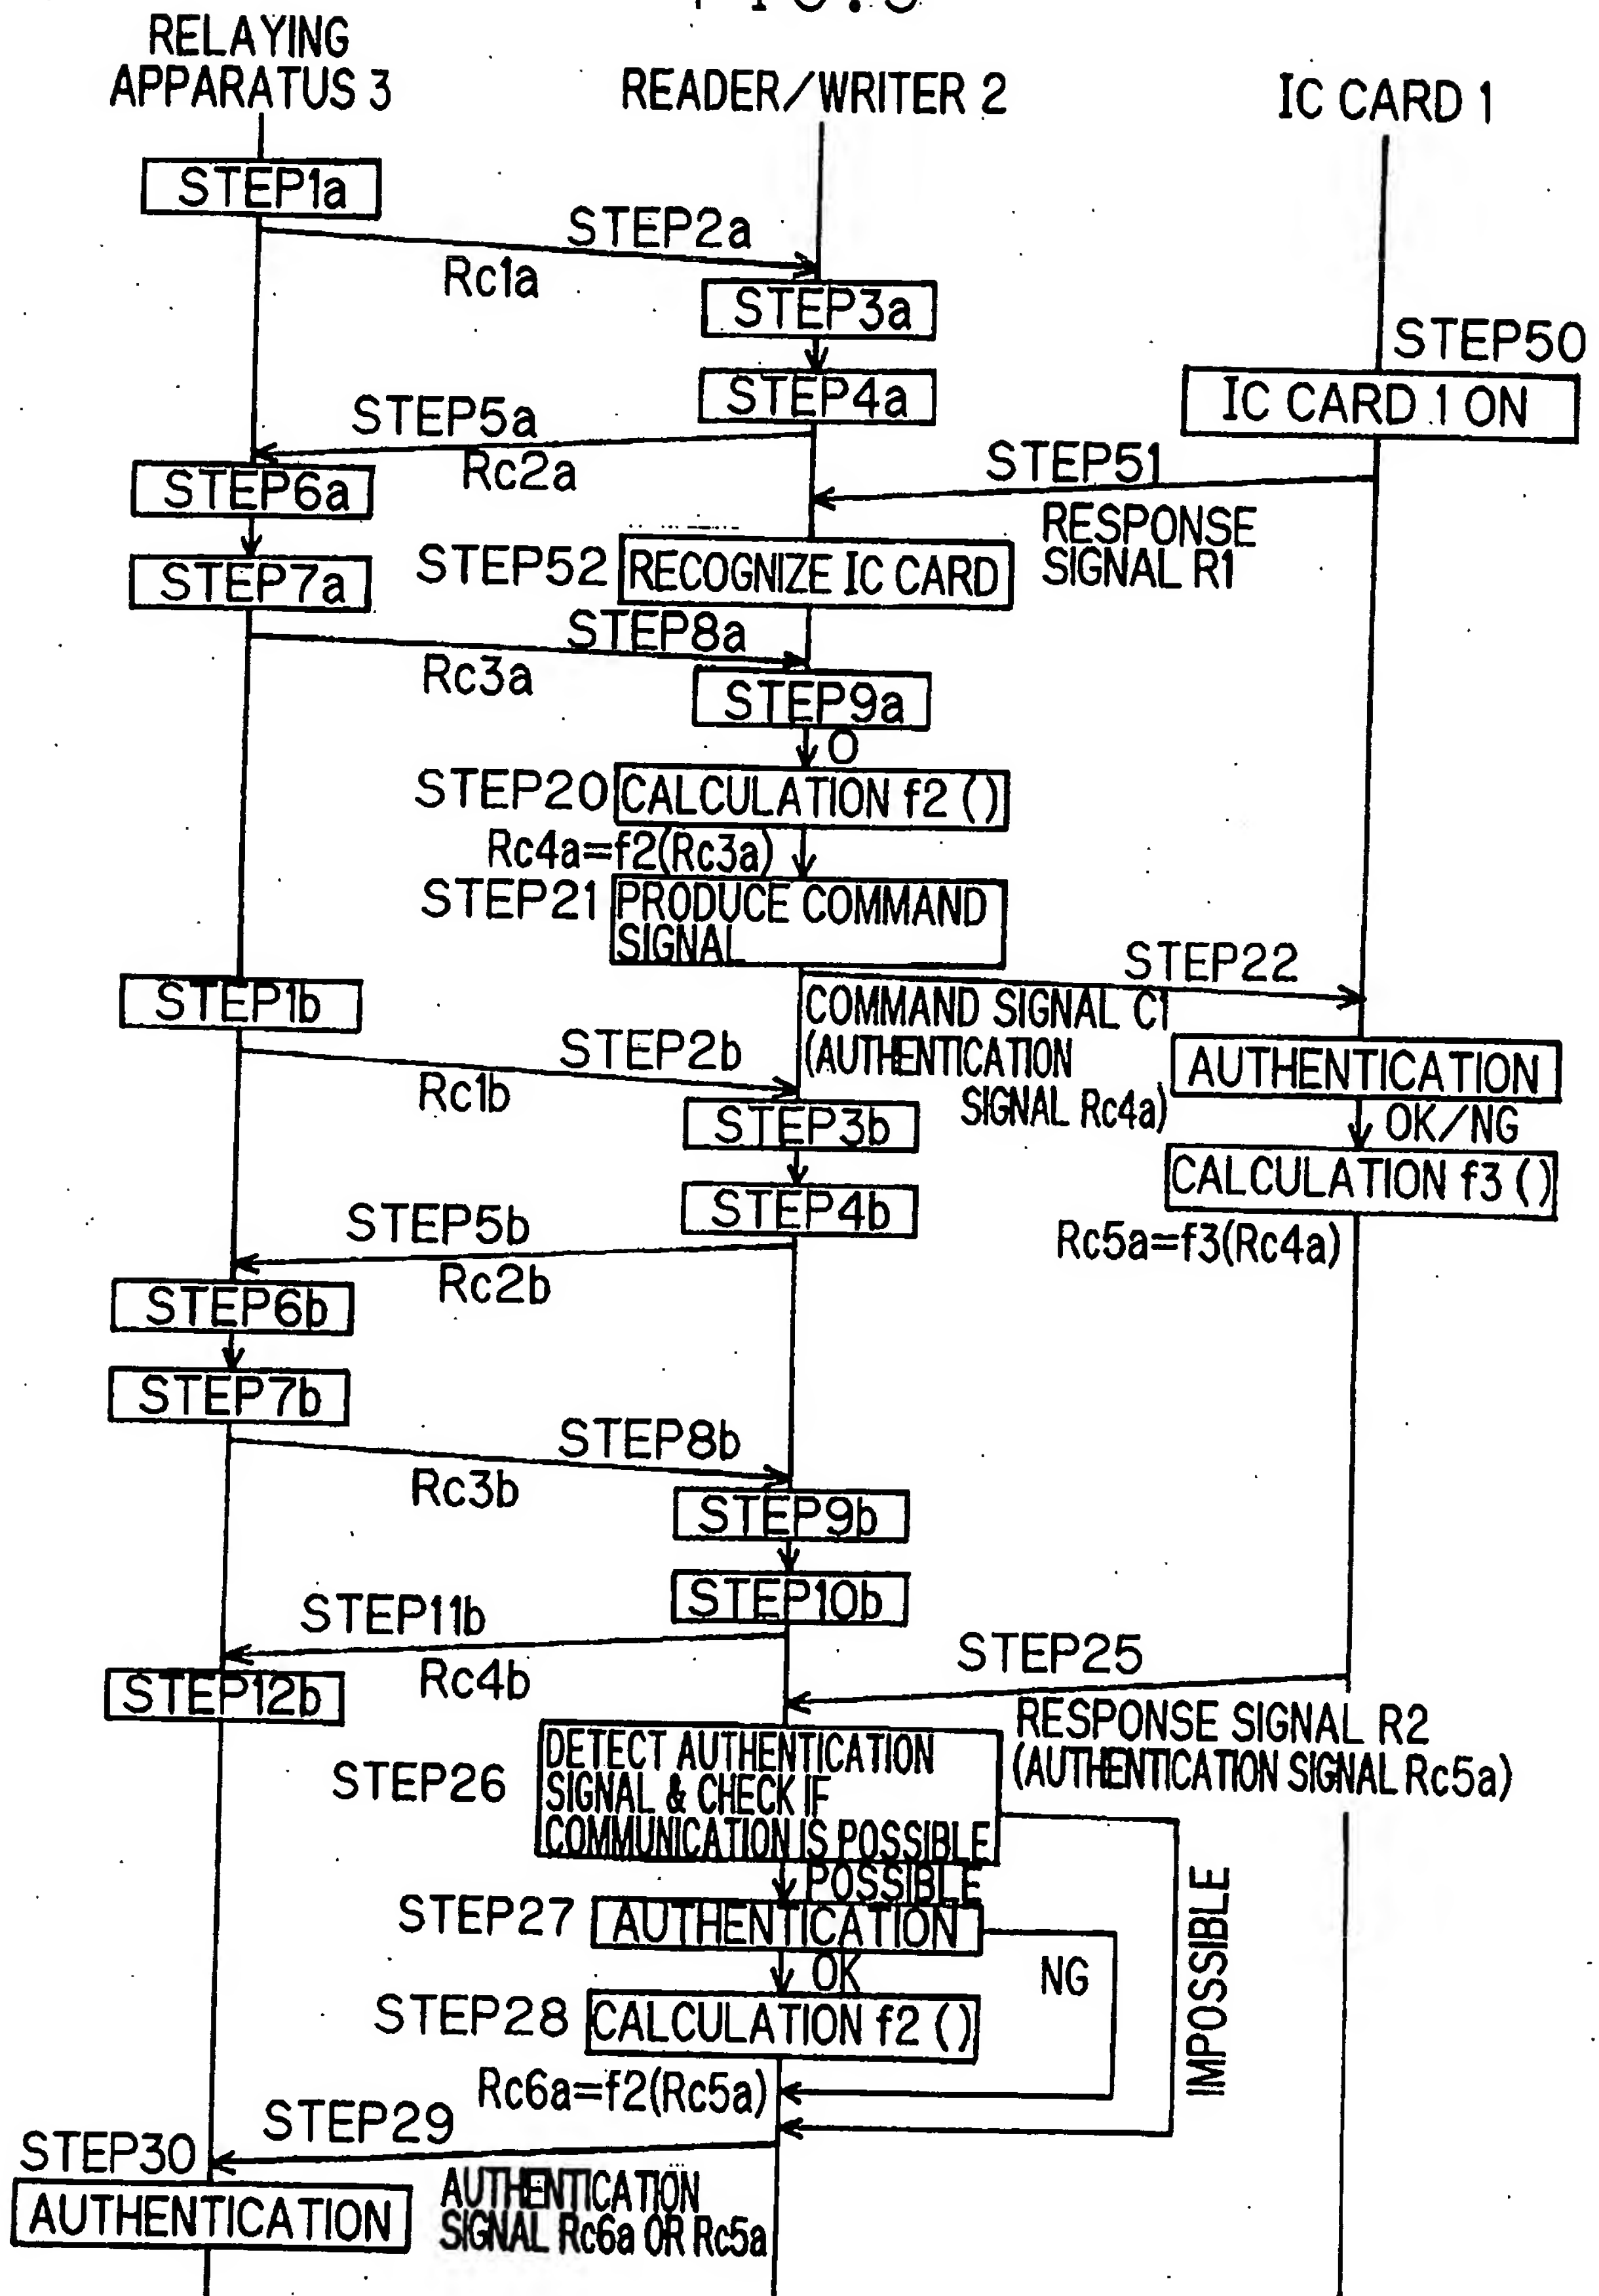 RELAYING
APPARATUS 3
READER/WRITER 2
IC CARD 1
STEP1a
STEP2a
Rc1a
STEP3a
STEP50
STEP4a
IC CARD 1 ON
STEP5a
Rc2a
STEP51
STEP6a
RESPONSE
SIGNAL R1
STEP52
RECOGNIZE IC CARD
STEP7a
STEP8a
Rc3a
STEP9a
O
STEP20
CALCULATION f2 ()
Rc4a=f2(Rc3a)
STEP21
PRODUCE COMMAND
SIGNAL
STEP22
STEP1b
COMMAND SIGNAL C1
(AUTHENTICATION
SIGNAL Rc4a)
STEP2b
Rc1b
AUTHENTICATION
OK/NG
STEP3b
CALCULATION f3 ()
STEP4b
Rc5a=f3(Rc4a)
STEP5b
Rc2b
STEP6b
STEP7b
STEP8b
Rc3b
STEP9b
STEP10b
STEP11b
Rc4b
STEP25
STEP12b
RESPONSE SIGNAL R2
(AUTHENTICATION SIGNAL Rc5a)
STEP26
DETECT AUTHENTICATION
SIGNAL & CHECK IF
COMMUNICATION IS POSSIBLE
POSSIBLE
IMPOSSIBLE
STEP27
AUTHENTICATION
OK
NG
STEP28
CALCULATION f2 ()
Rc6a=f2(Rc5a)
STEP29
STEP30
AUTHENTICATION
AUTHENTICATION
SIGNAL Rc6a OR Rc5a